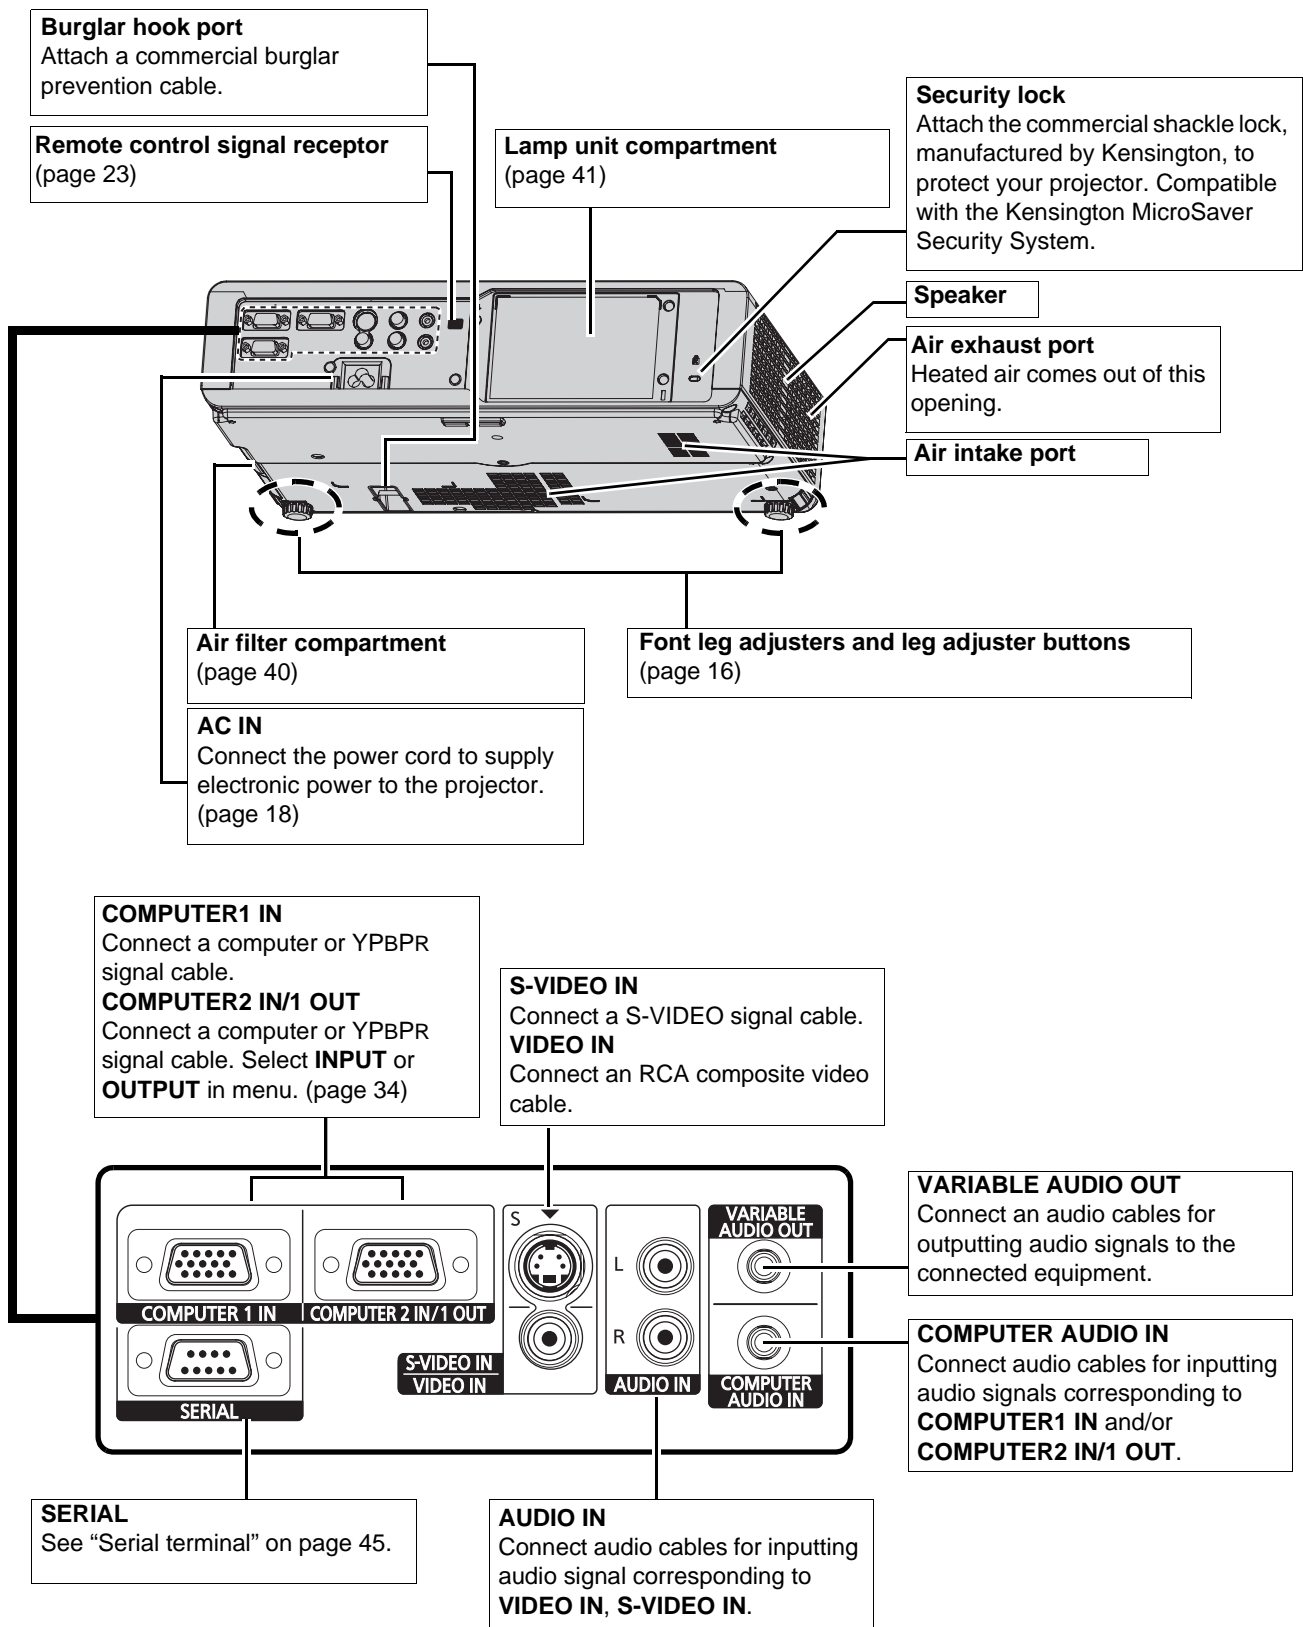 Burglar hook port
Attach a commercial burglar
prevention cable.
Remote control signal receptor
(page 23)
Lamp unit compartment
(page 41)
Security lock
Attach the commercial shackle lock,
manufactured by Kensington, to
protect your projector. Compatible
with the Kensington MicroSaver
Security System.
Speaker
Air exhaust port
Heated air comes out of this
opening.
Air intake port
Air filter compartment
(page 40)
Font leg adjusters and leg adjuster buttons
(page 16)
AC IN
Connect the power cord to supply
electronic power to the projector.
(page 18)
COMPUTER1 IN
Connect a computer or YPBPR
signal cable.
COMPUTER2 IN/1 OUT
Connect a computer or YPBPR
signal cable. Select INPUT or
OUTPUT in menu. (page 34)
S-VIDEO IN
Connect a S-VIDEO signal cable.
VIDEO IN
Connect an RCA composite video
cable.
COMPUTER 1 IN
COMPUTER 2 IN/1 OUT
SERIAL
S
S-VIDEO IN
VIDEO IN
L
R
AUDIO IN
VARIABLE
AUDIO OUT
COMPUTER
AUDIO IN
VARIABLE AUDIO OUT
Connect an audio cables for
outputting audio signals to the
connected equipment.
COMPUTER AUDIO IN
Connect audio cables for inputting
audio signals corresponding to
COMPUTER1 IN and/or
COMPUTER2 IN/1 OUT.
SERIAL
See “Serial terminal” on page 45.
AUDIO IN
Connect audio cables for inputting
audio signal corresponding to
VIDEO IN, S-VIDEO IN.